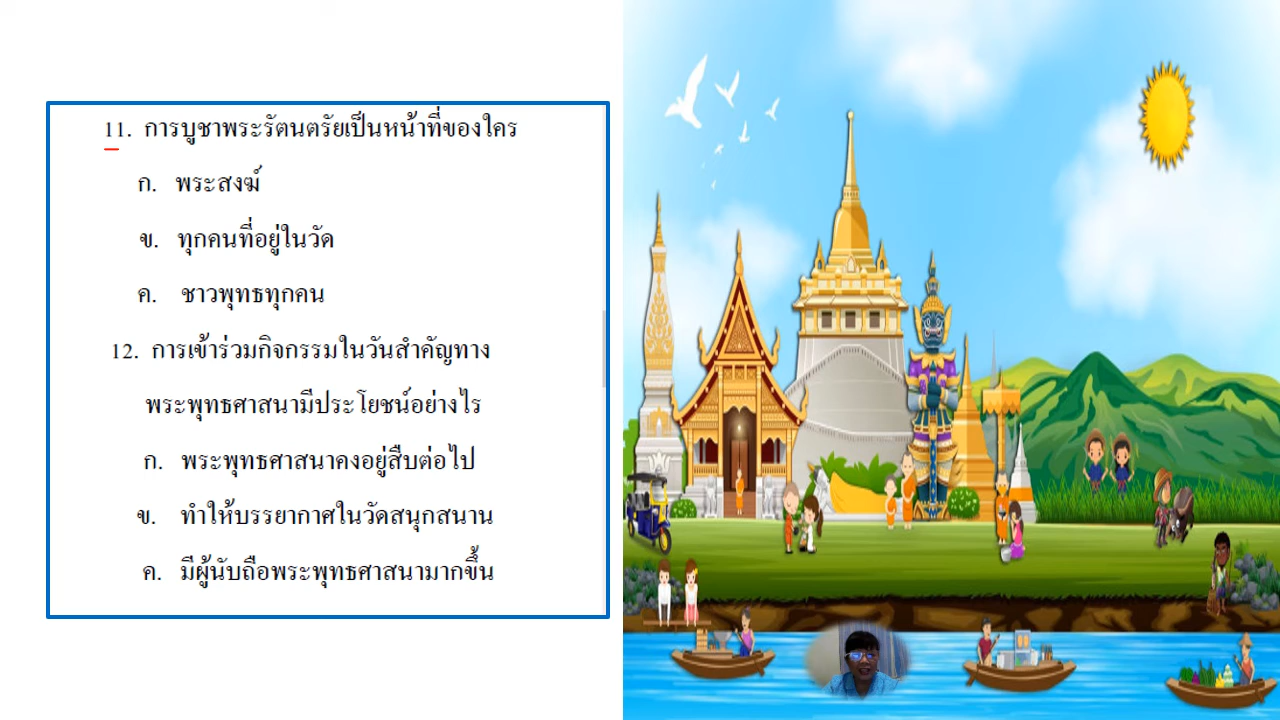 11. การบูชาพระรัตนตรัยเป็นหน้าที่ของใคร
ก. พระสงฆ์
ข. ทุกคนที่อยู่ในวัด
ค. ชาวพุทธทุกคน
12. การเข้าร่วมกิจกรรมในวันสำคัญทาง
พระพุทธศาสนามีประโยชน์อย่างไร
ก. พระพุทธศาสนาคงอยู่สืบต่อไป
ข. ทำให้บรรยากาศในวัดสนุกสนาน
ค. มีผู้นับถือพระพุทธศาสนามากขึ้น